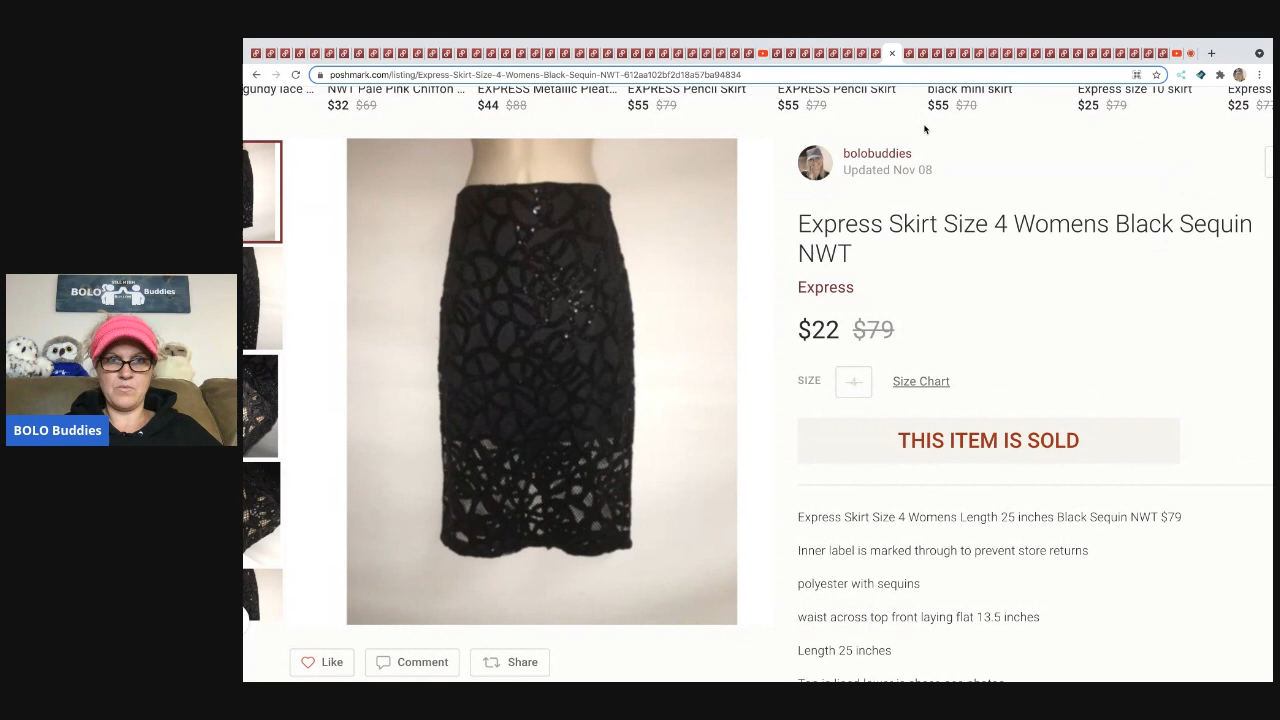 poshmark.com/listing/Express-Skirt-Size-4-Womens-Black-Sequin-NWT-612aa102bf2d18a57ba94834
gundy lace ... NWT Pale Pink Chiffon ... EXPRESS Metallic Pleat... EXPRESS Pencil Skirt EXPRESS Pencil Skirt black mini skirt Express size 10 skirt Express
$32 $69 $44 $88 $55 $79 $55 $79 $55 $70 $25 $79 $25
bolobuddies
Updated Nov 08
Express Skirt Size 4 Womens Black Sequin
NWT
Express
$22 $79
SIZE 4 Size Chart
THIS ITEM IS SOLD
Express Skirt Size 4 Womens Length 25 inches Black Sequin NWT $79
Inner label is marked through to prevent store returns
polyester with sequins
waist across top front laying flat 13.5 inches
Length 25 inches
Like Comment Share
BOLO Buddies
BOLO Buddies